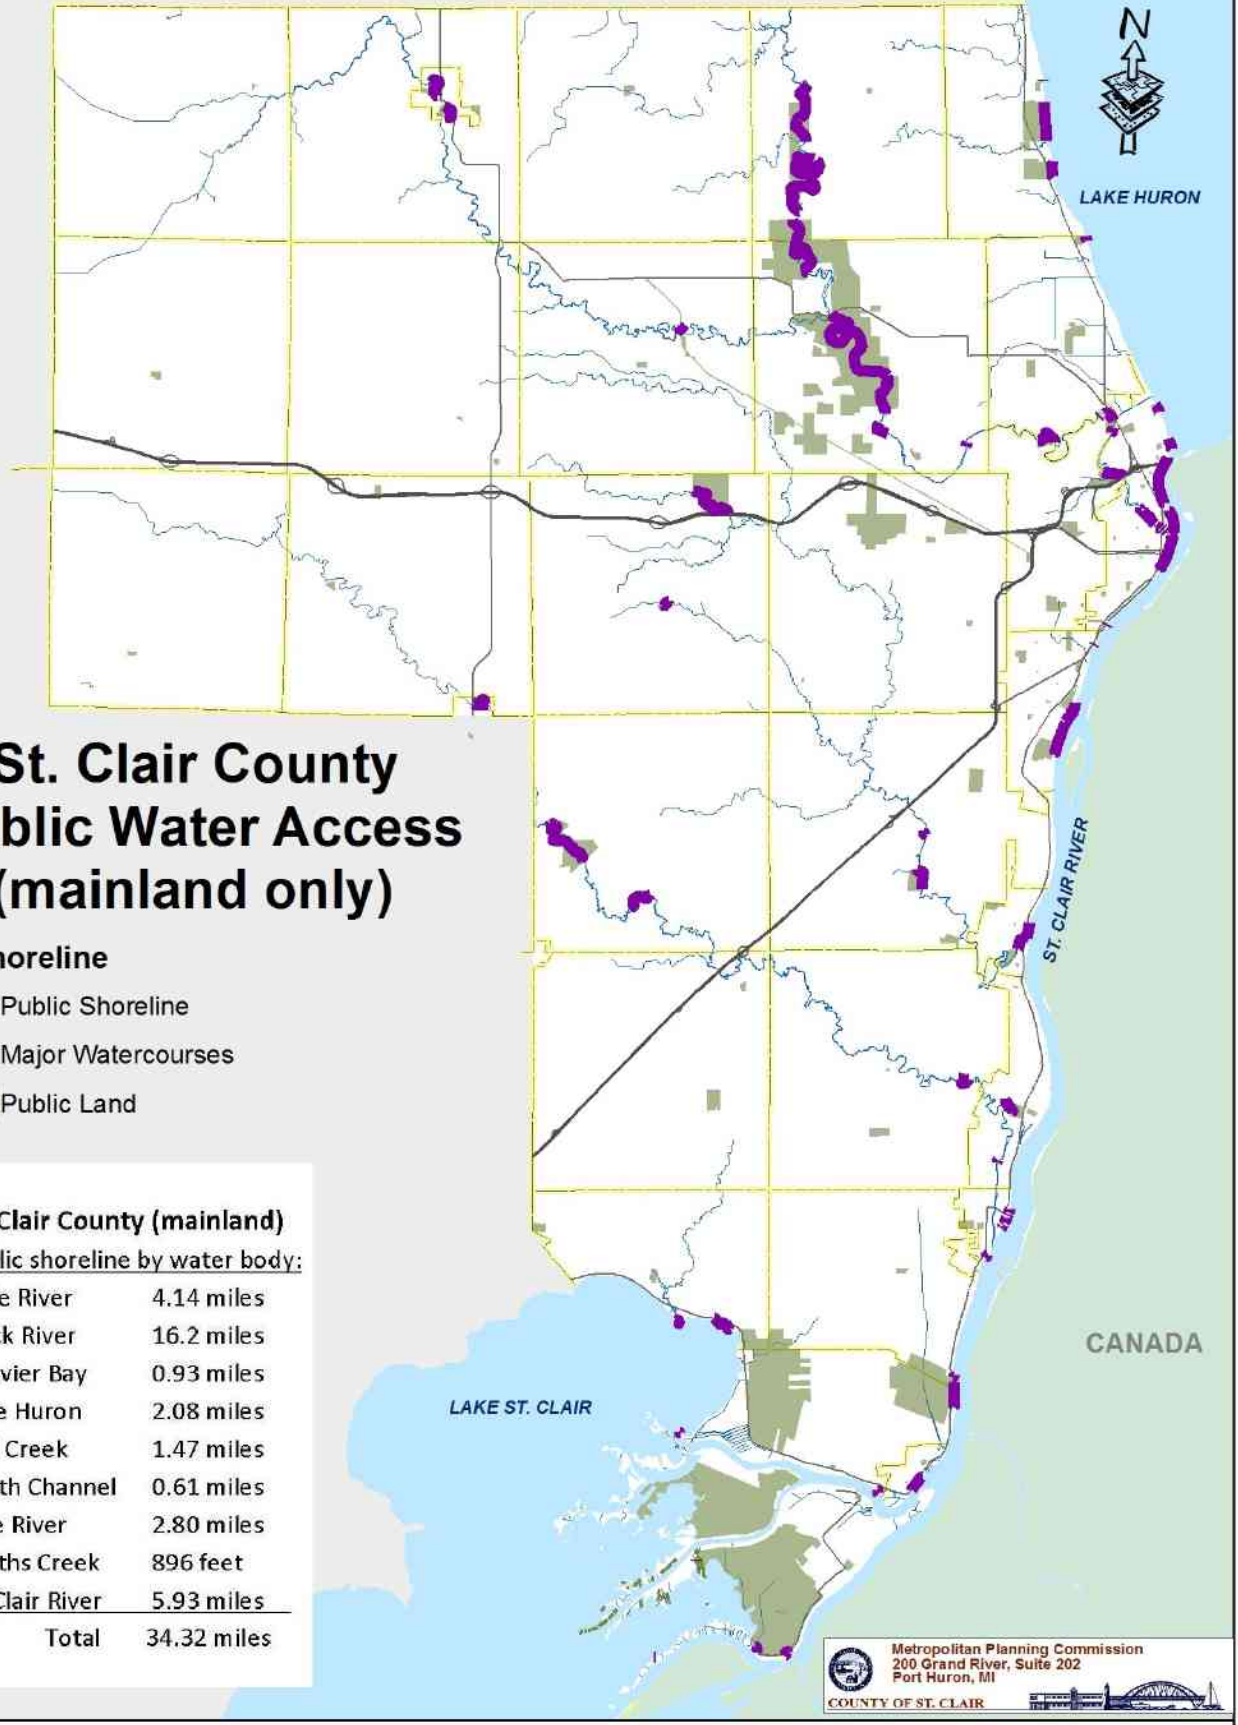 N
LAKE HURON
St. Clair County
blic Water Access
(mainland only)
horeline
Public Shoreline
Major Watercourses
Public Land
ST. CLAIR RIVER
Clair County (mainland)
lic shoreline by water body:
e River 4.14 miles
ck River 16.2 miles
vier Bay 0.93 miles
e Huron 2.08 miles
Creek 1.47 miles
th Channel 0.61 miles
e River 2.80 miles
ths Creek 896 feet
Clair River 5.93 miles
Total 34.32 miles
CANADA
LAKE ST. CLAIR
Metropolitan Planning Commission
200 Grand River, Suite 202
Port Huron, MI
COUNTY OF ST. CLAIR